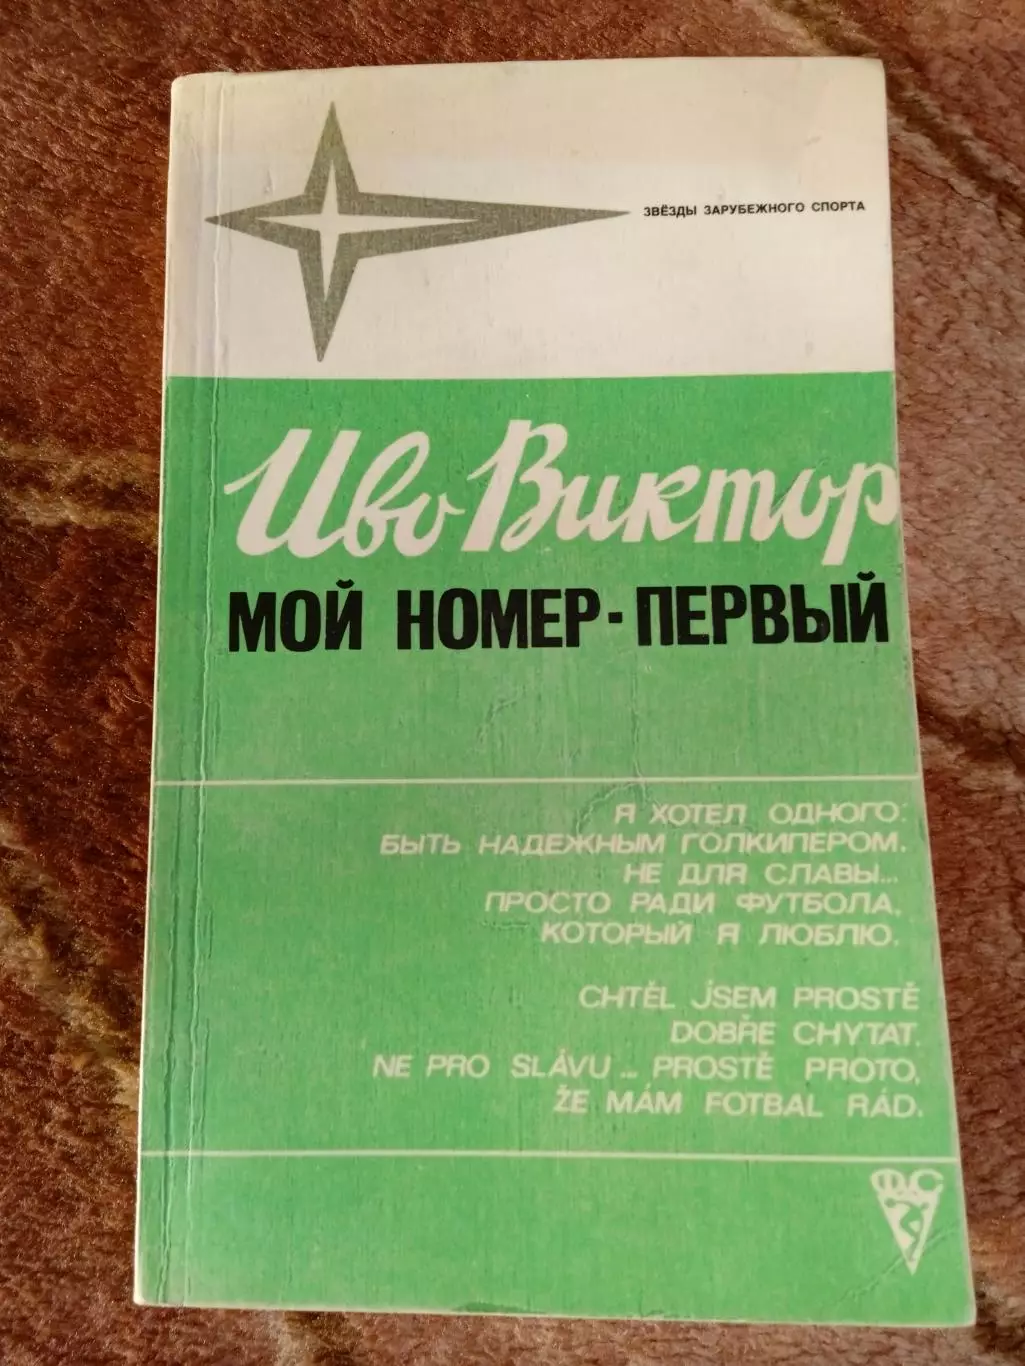 ЗВЁЗДЫ ЗАРУБЕЖНОГО СПОРТА
Иво Виктор
МОЙ НОМЕР-ПЕРВЫЙ
Я ХОТЕЛ ОДНОГО:
БЫТЬ НАДЕЖНЫМ ГОЛКИПЕРОМ.
НЕ ДЛЯ СЛАВЫ...
ПРОСТО РАДИ ФУТБОЛА,
КОТОРЫЙ Я ЛЮБЛЮ.
CHTĚL JSEM PROSTĚ
DOBŘE CHYTAT.
NE PRO SLÁVU... PROSTĚ PROTO,
ŽE MÁM FOTBAL RÁD.
ФиС